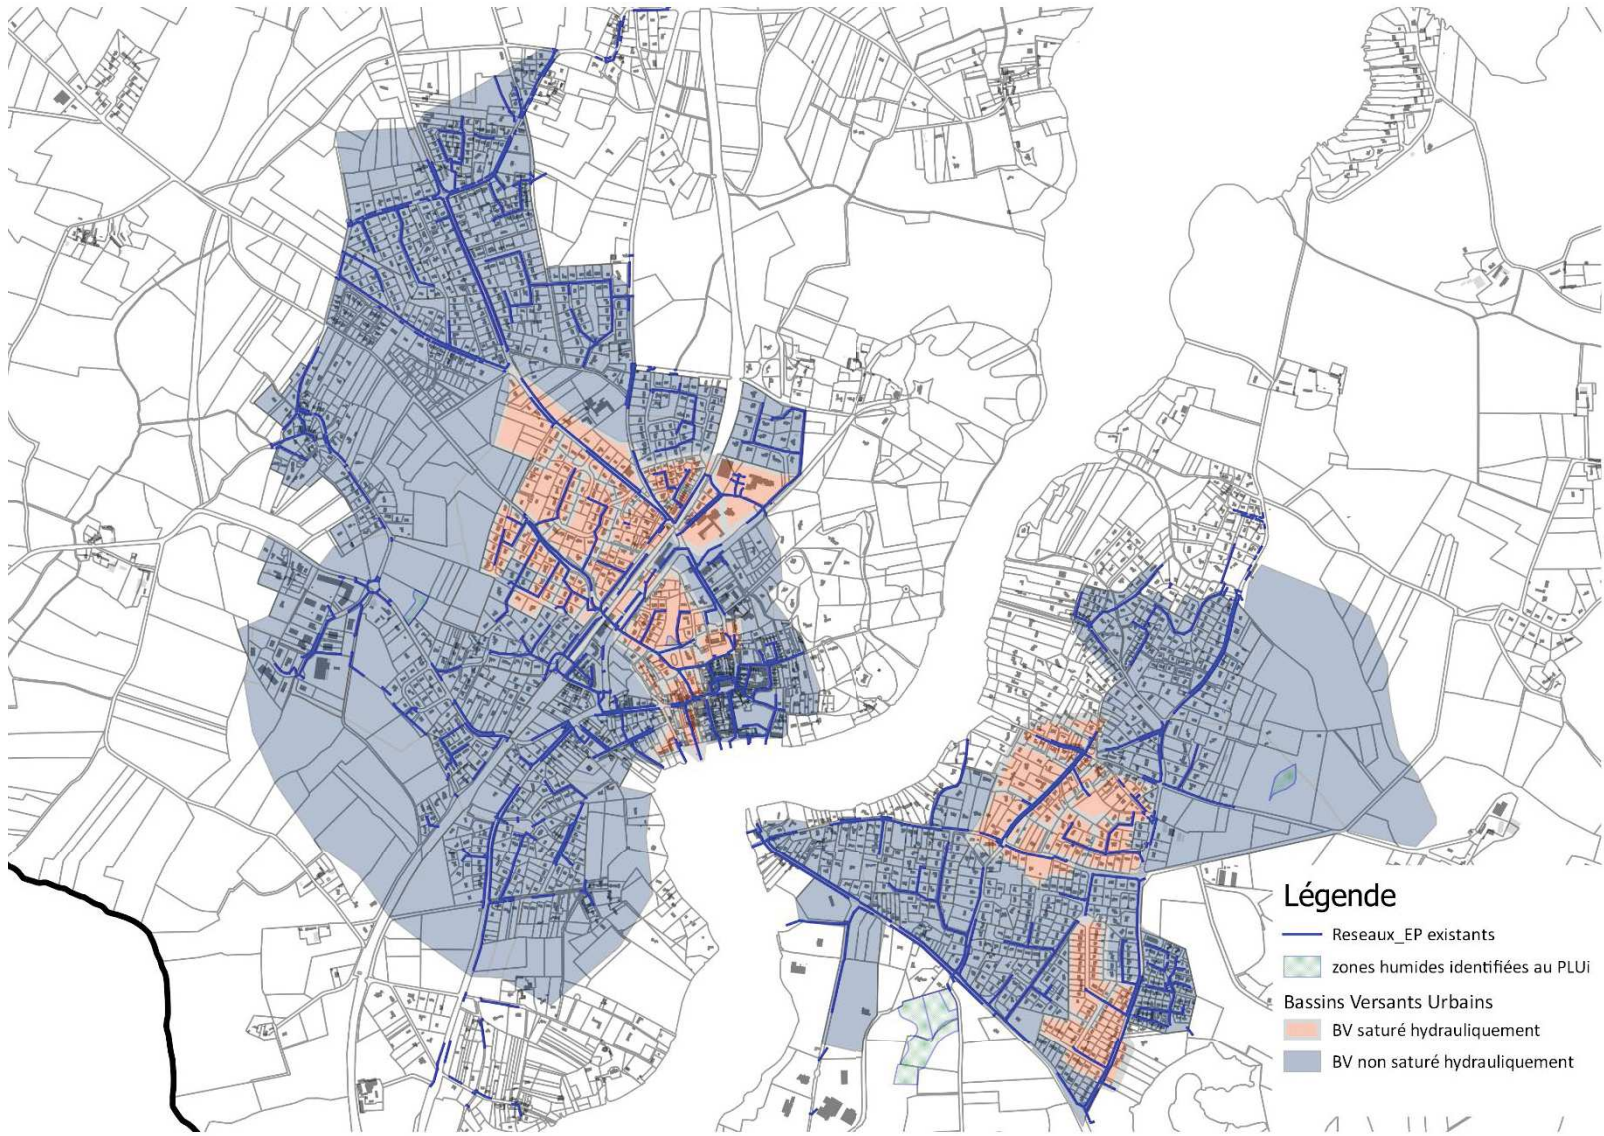 Légende
Reseaux_EP existants
zones humides identifiées au PLUi
Bassins Versants Urbains
BV saturé hydrauliquement
BV non saturé hydrauliquement